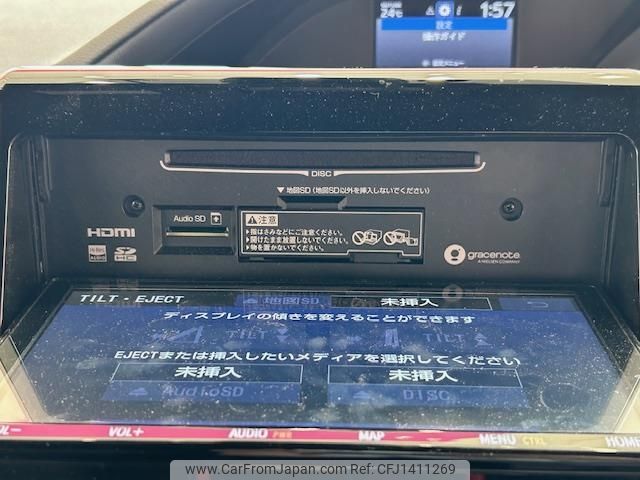 24℃
1:57
設定
操作ガイド
DISC
▼地図SD(地図SD以外を挿入しないでください)
Audio SD
注意
▶指はさみなどにご注意ください。
▶開けたまま放置しないでください。
▶物を置かないでください。
HDMI
Hi-Res AUDIO
SD HC
gracenote.
A NIELSEN COMPANY
TILT・EJECT
地図SD
未挿入
ディスプレイの傾きを変えることができます
TILT
TILT
EJECTまたは挿入したいメディアを選択してください
未挿入
未挿入
AudioSD
DISC
VOL−
VOL+
AUDIO PWR
MAP
MENU CTRL
HOME
www.CarFromJapan.com - CFJ1411269